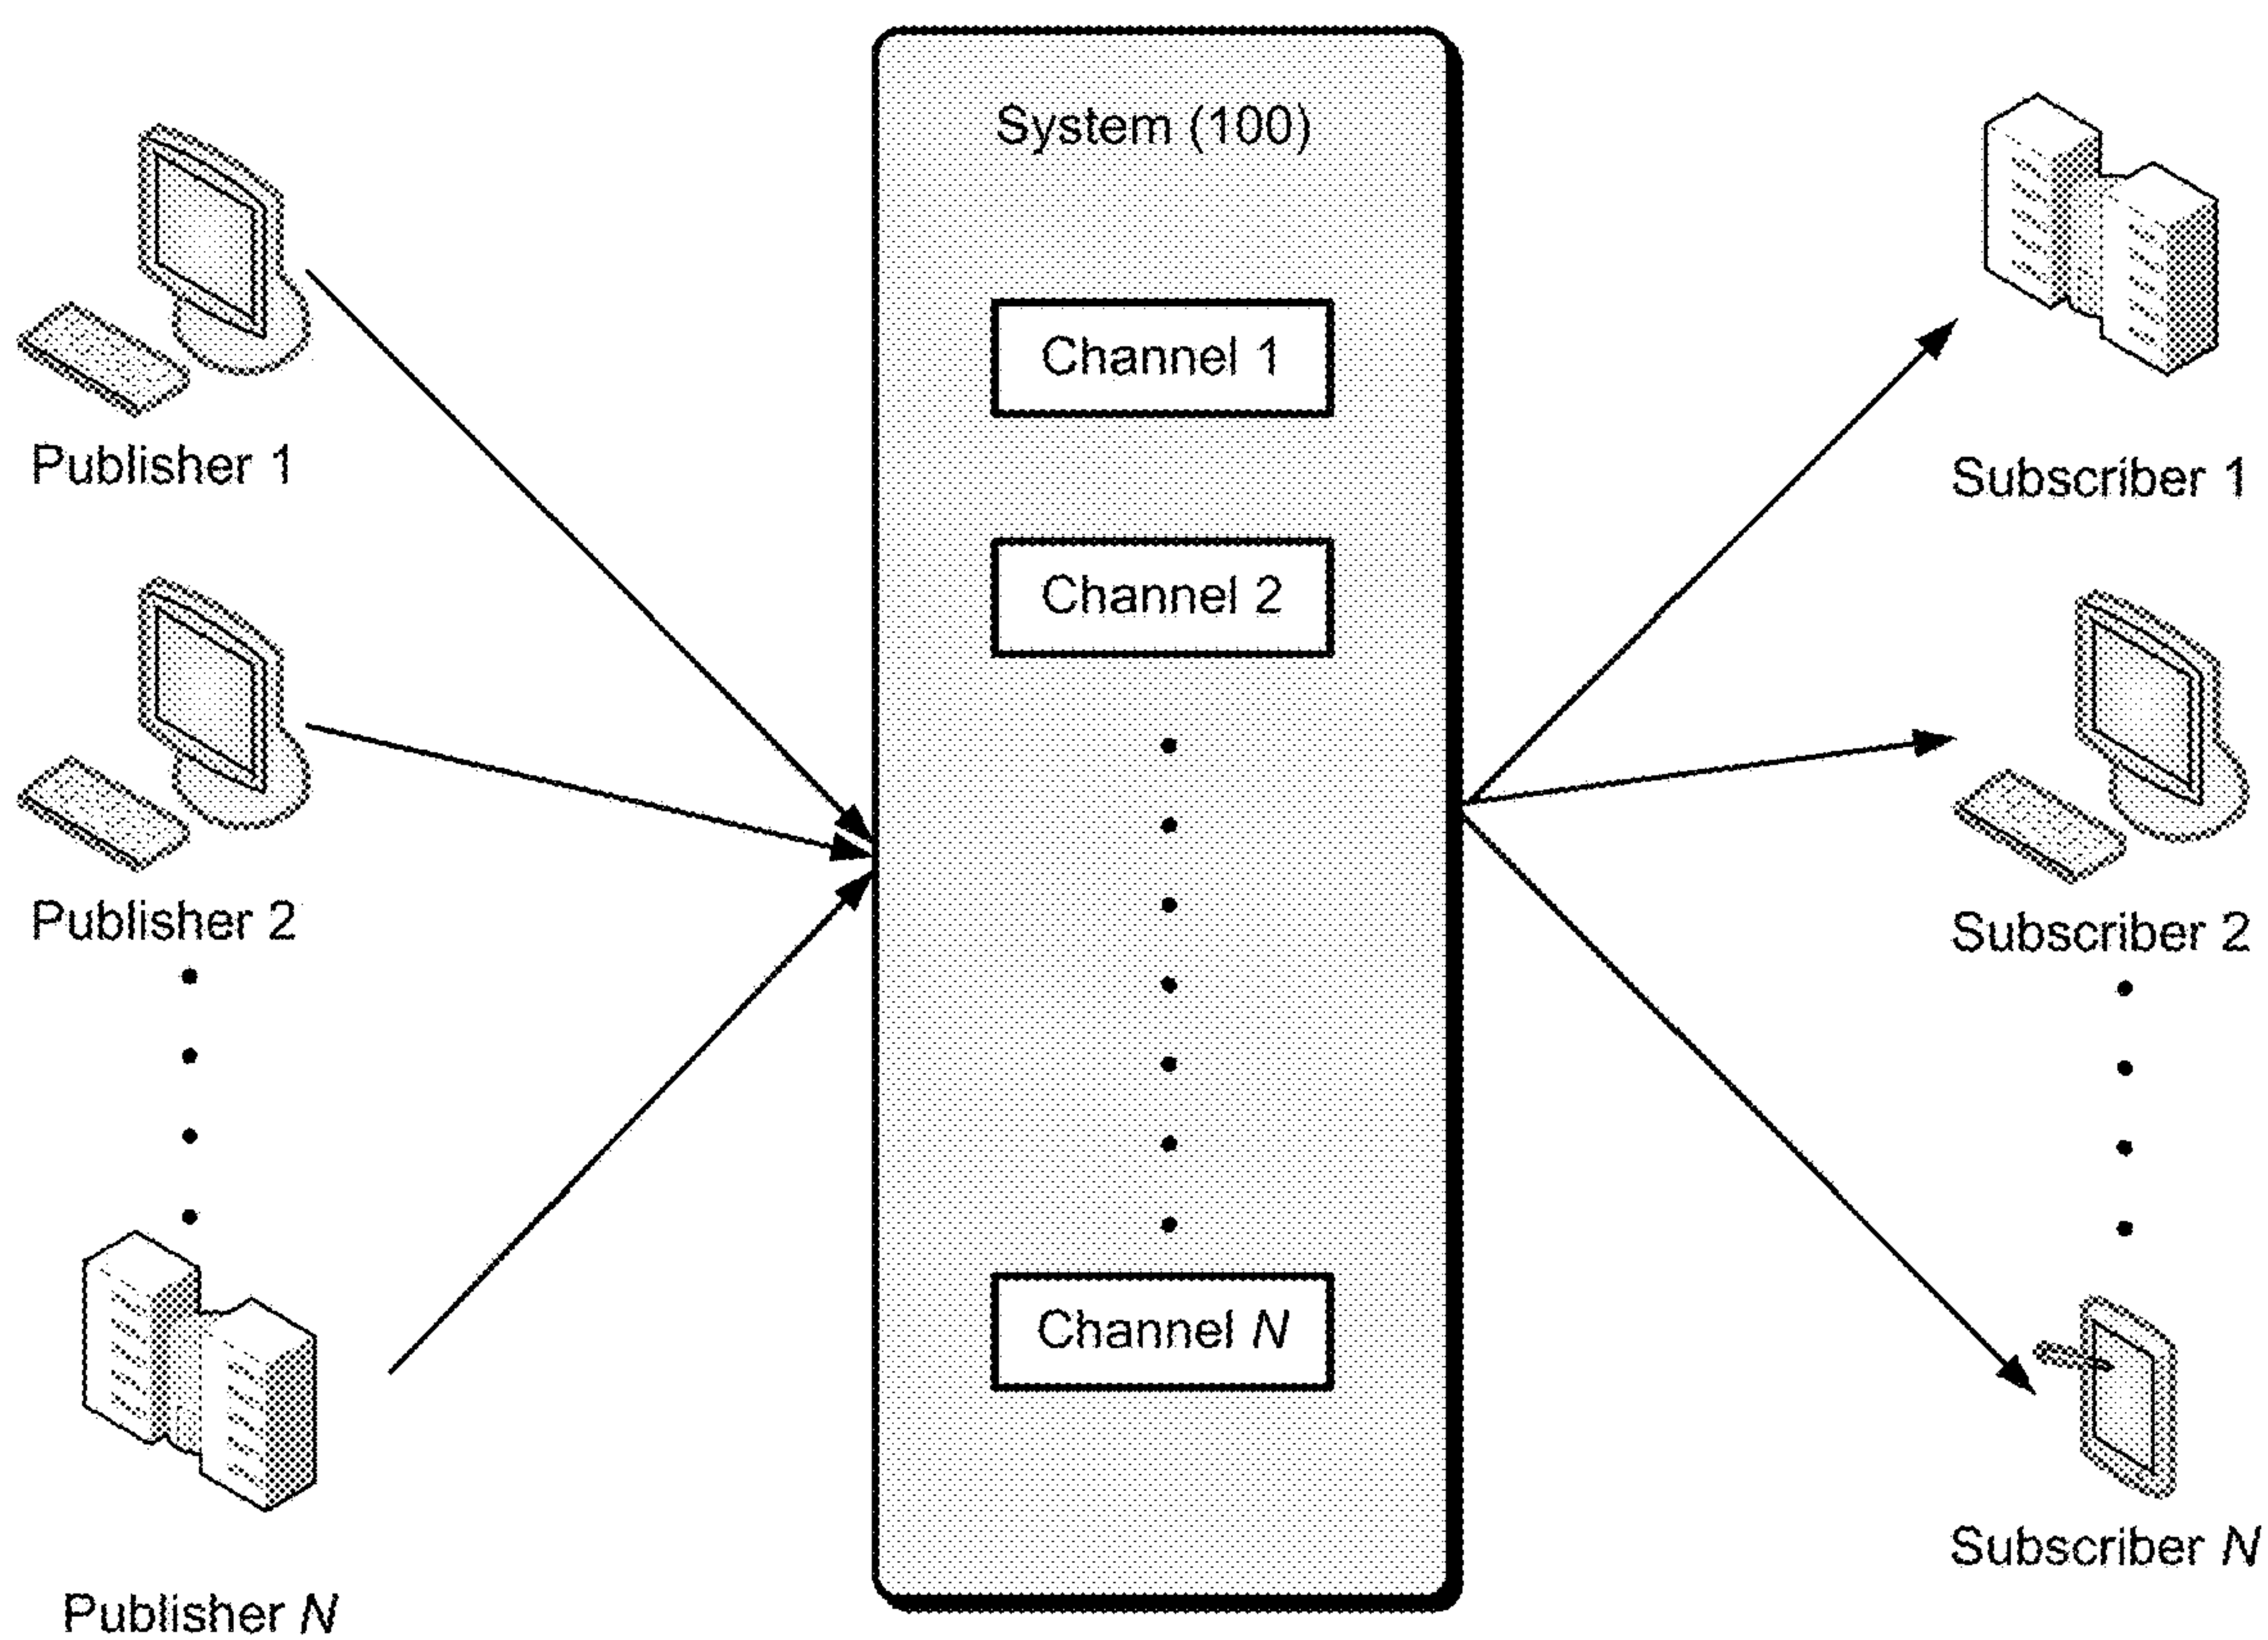 System (100)
Publisher 1
Channel 1
Subscriber 1
Publisher 2
Channel 2
Subscriber 2
Publisher N
Channel N
Subscriber N